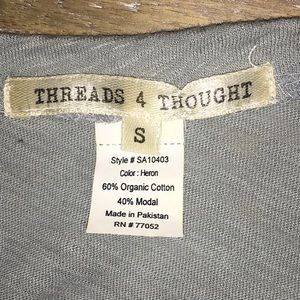 THREADS 4 THOUGHT
S
Style # SA10403
Color : Heron
60% Organic Cotton
40% Modal
Made in Pakistan
RN # 77052